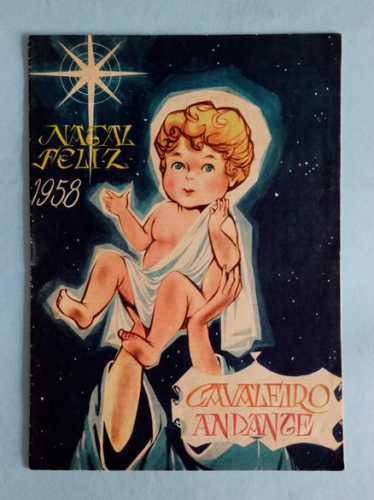 NATAL
FELIZ
1958
CAVALEIRO
ANDANTE